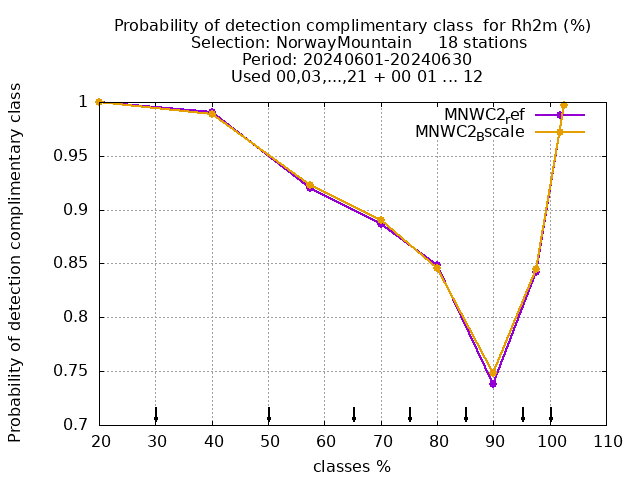 Probability of detection complimentary class  for Rh2m (%)
Selection: NorwayMountain     18 stations
Period: 20240601-20240630
Used 00,03,...,21 + 00 01 ... 12
MNWC2ref
MNWC2Bscale
1
0.95
0.9
0.85
0.8
0.75
0.7
20 30 40 50 60 70 80 90 100 110
classes %
Probability of detection complimentary class